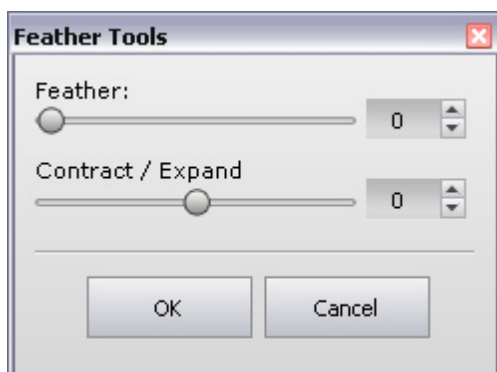 Feather Tools
Feather:
0
Contract / Expand
0
OK
Cancel